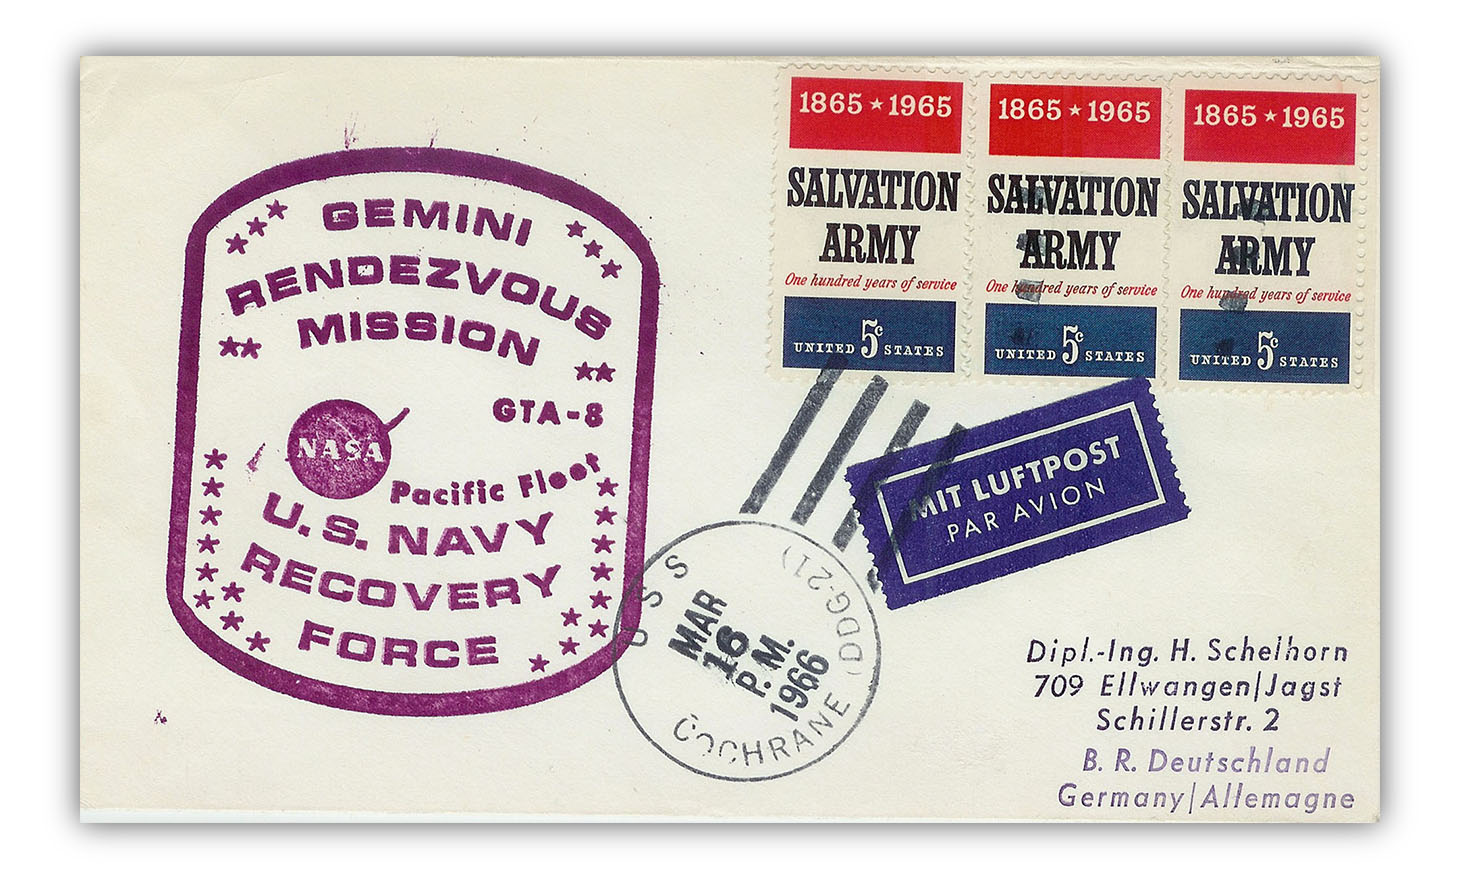 GEMINI
RENDEZVOUS
MISSION
GTA-8
NASA
Pacific Fleet
U.S. NAVY
RECOVERY
FORCE
1865 ★ 1965
SALVATION
ARMY
One hundred years of service
5c
UNITED STATES
1865 ★ 1965
SALVATION
ARMY
One hundred years of service
5c
UNITED STATES
1865 ★ 1965
SALVATION
ARMY
One hundred years of service
5c
UNITED STATES
MIT LUFTPOST
PAR AVION
U S S COCHRANE (DDG-21)
MAR
16
P.M.
1966
Dipl.-Ing. H. Schelhorn
709 Ellwangen/Jagst
Schillerstr. 2
B. R. Deutschland
Germany/Allemagne